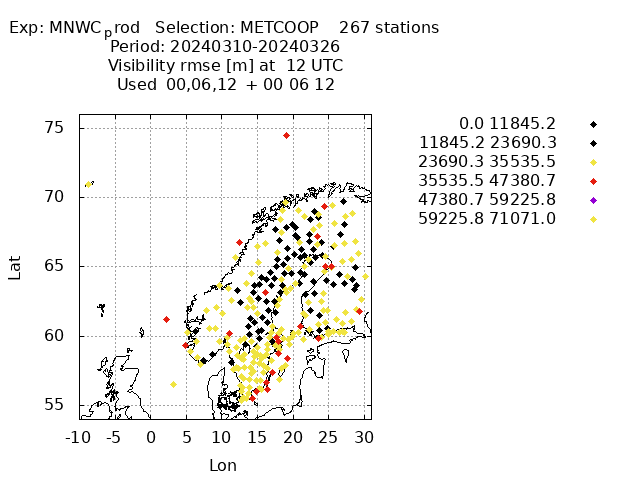 Exp: MNWCprod   Selection: METCOOP    267 stations
Period: 20240310-20240326
Visibility rmse [m] at  12 UTC
Used  00,06,12  + 00 06 12
0.0 11845.2
11845.2 23690.3
23690.3 35535.5
35535.5 47380.7
47380.7 59225.8
59225.8 71071.0
75
70
65
60
55
Lat
-10 -5 0 5 10 15 20 25 30
Lon